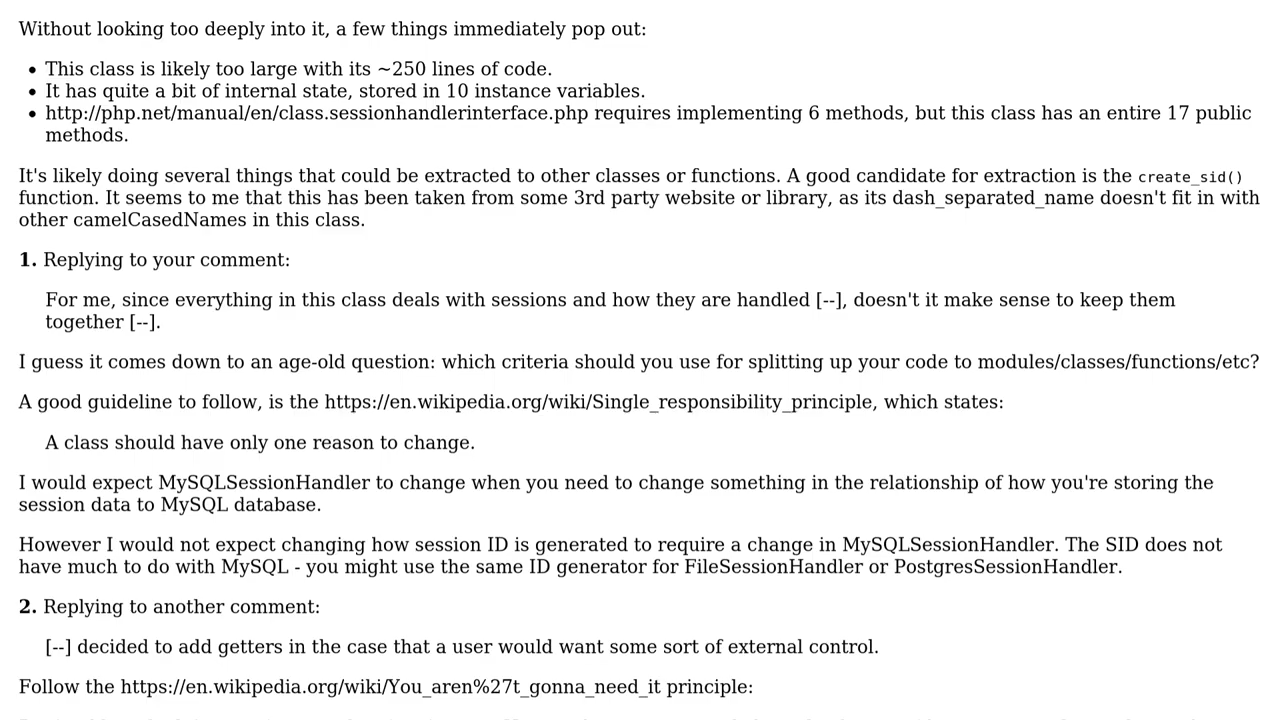 Without looking too deeply into it, a few things immediately pop out:
• This class is likely too large with its ~250 lines of code.
• It has quite a bit of internal state, stored in 10 instance variables.
• http://php.net/manual/en/class.sessionhandlerinterface.php requires implementing 6 methods, but this class has an entire 17 public
methods.
It's likely doing several things that could be extracted to other classes or functions. A good candidate for extraction is the create_sid()
function. It seems to me that this has been taken from some 3rd party website or library, as its dash_separated_name doesn't fit in with
other camelCasedNames in this class.
1. Replying to your comment:
For me, since everything in this class deals with sessions and how they are handled [--], doesn't it make sense to keep them
together [--].
I guess it comes down to an age-old question: which criteria should you use for splitting up your code to modules/classes/functions/etc?
A good guideline to follow, is the https://en.wikipedia.org/wiki/Single_responsibility_principle, which states:
A class should have only one reason to change.
I would expect MySQLSessionHandler to change when you need to change something in the relationship of how you're storing the
session data to MySQL database.
However I would not expect changing how session ID is generated to require a change in MySQLSessionHandler. The SID does not
have much to do with MySQL - you might use the same ID generator for FileSessionHandler or PostgresSessionHandler.
2. Replying to another comment:
[--] decided to add getters in the case that a user would want some sort of external control.
Follow the https://en.wikipedia.org/wiki/You_aren%27t_gonna_need_it principle: